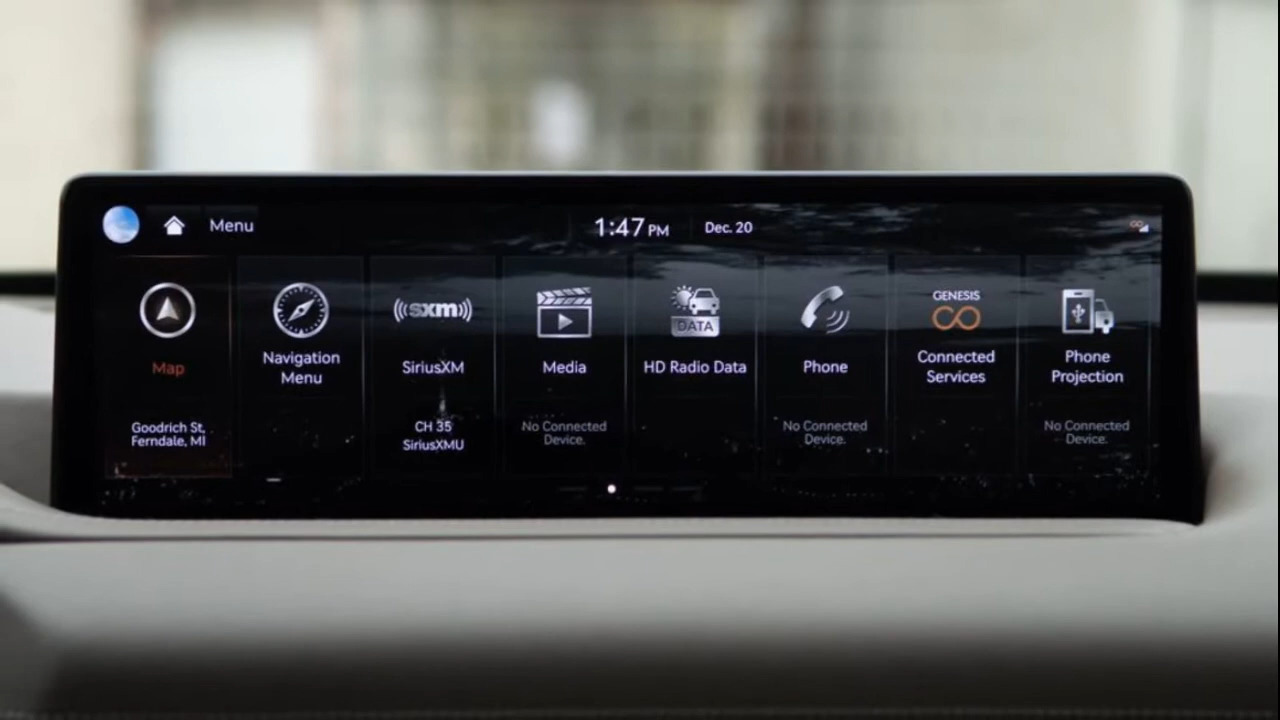 Menu
1:47 PM
Dec. 20
Map
Goodrich St,
Ferndale, MI
Navigation
Menu
((sxm))
SiriusXM
CH 35
SiriusXMU
Media
No Connected
Device.
DATA
HD Radio Data
Phone
No Connected
Device.
GENESIS
Connected
Services
Phone
Projection
No Connected
Device.